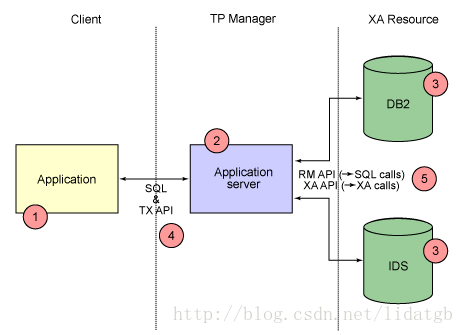 Client
TP Manager
XA Resource
3
DB2
2
Application
Application
server
RM API (→SQL calls)
XA API (→XA calls)
5
SQL
&
TX API
1
4
3
IDS
http://blog.csdn.net/lidatgb